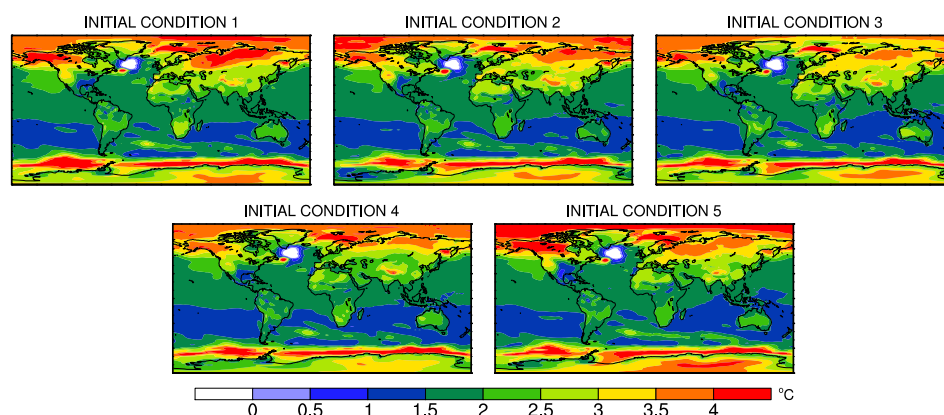 INITIAL CONDITION 1 INITIAL CONDITION 2 INITIAL CONDITION 3
INITIAL CONDITION 4 INITIAL CONDITION 5
°C
0 0.5 1 1.5 2 2.5 3 3.5 4